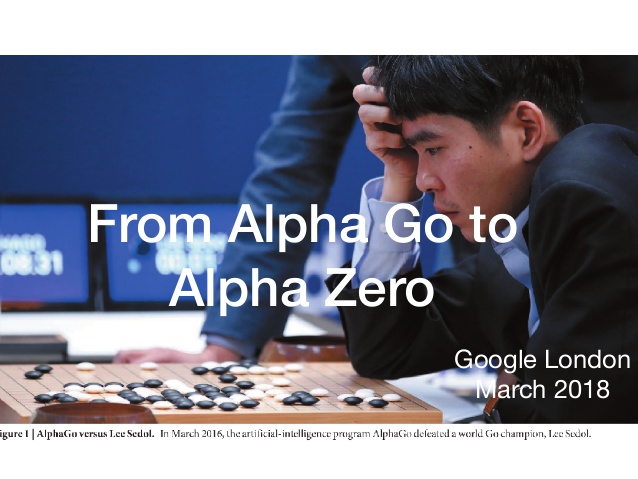 From Alpha Go to
Alpha Zero
Google London
March 2018
igure 1 | AlphaGo versus Lee Sedol. In March 2016, the artificial-intelligence program AlphaGo defeated a world Go champion, Lee Sedol.